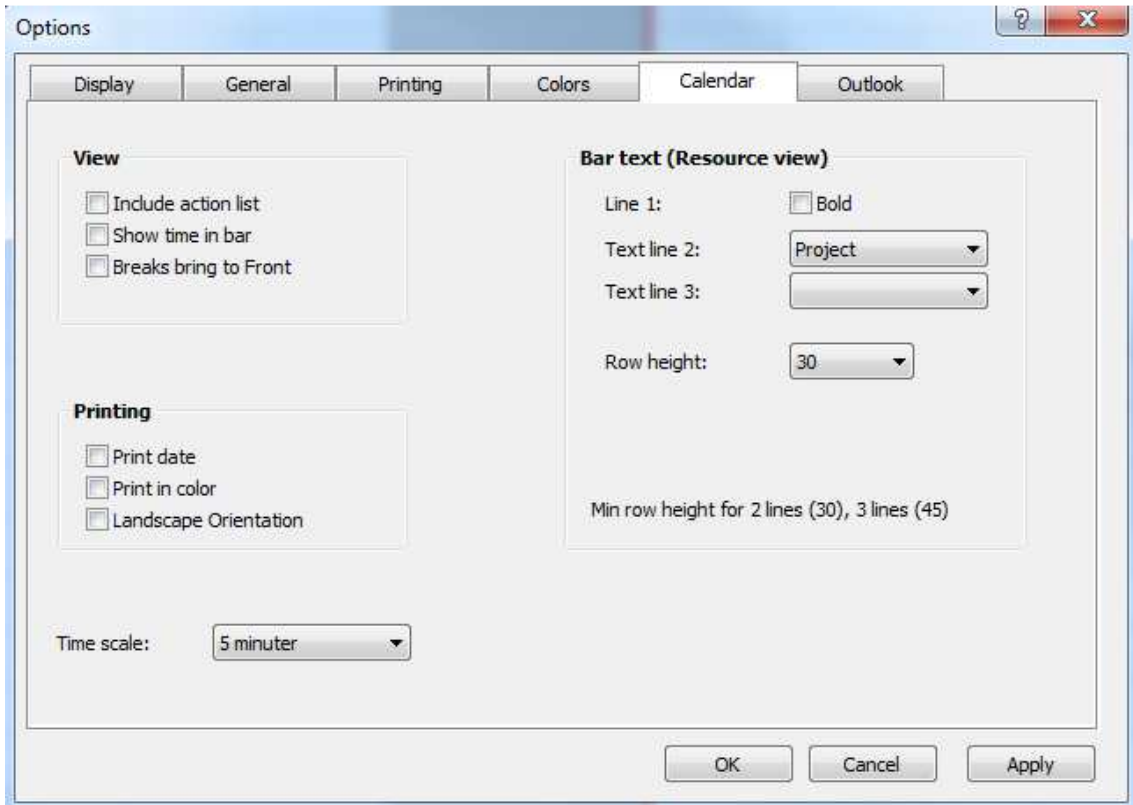 Options
Display
General
Printing
Colors
Calendar
Outlook
View
Include action list
Show time in bar
Breaks bring to Front
Printing
Print date
Print in color
Landscape Orientation
Time scale:
5 minuter
Bar text (Resource view)
Line 1:
Bold
Text line 2:
Project
Text line 3:
Row height:
30
Min row height for 2 lines (30), 3 lines (45)
OK
Cancel
Apply